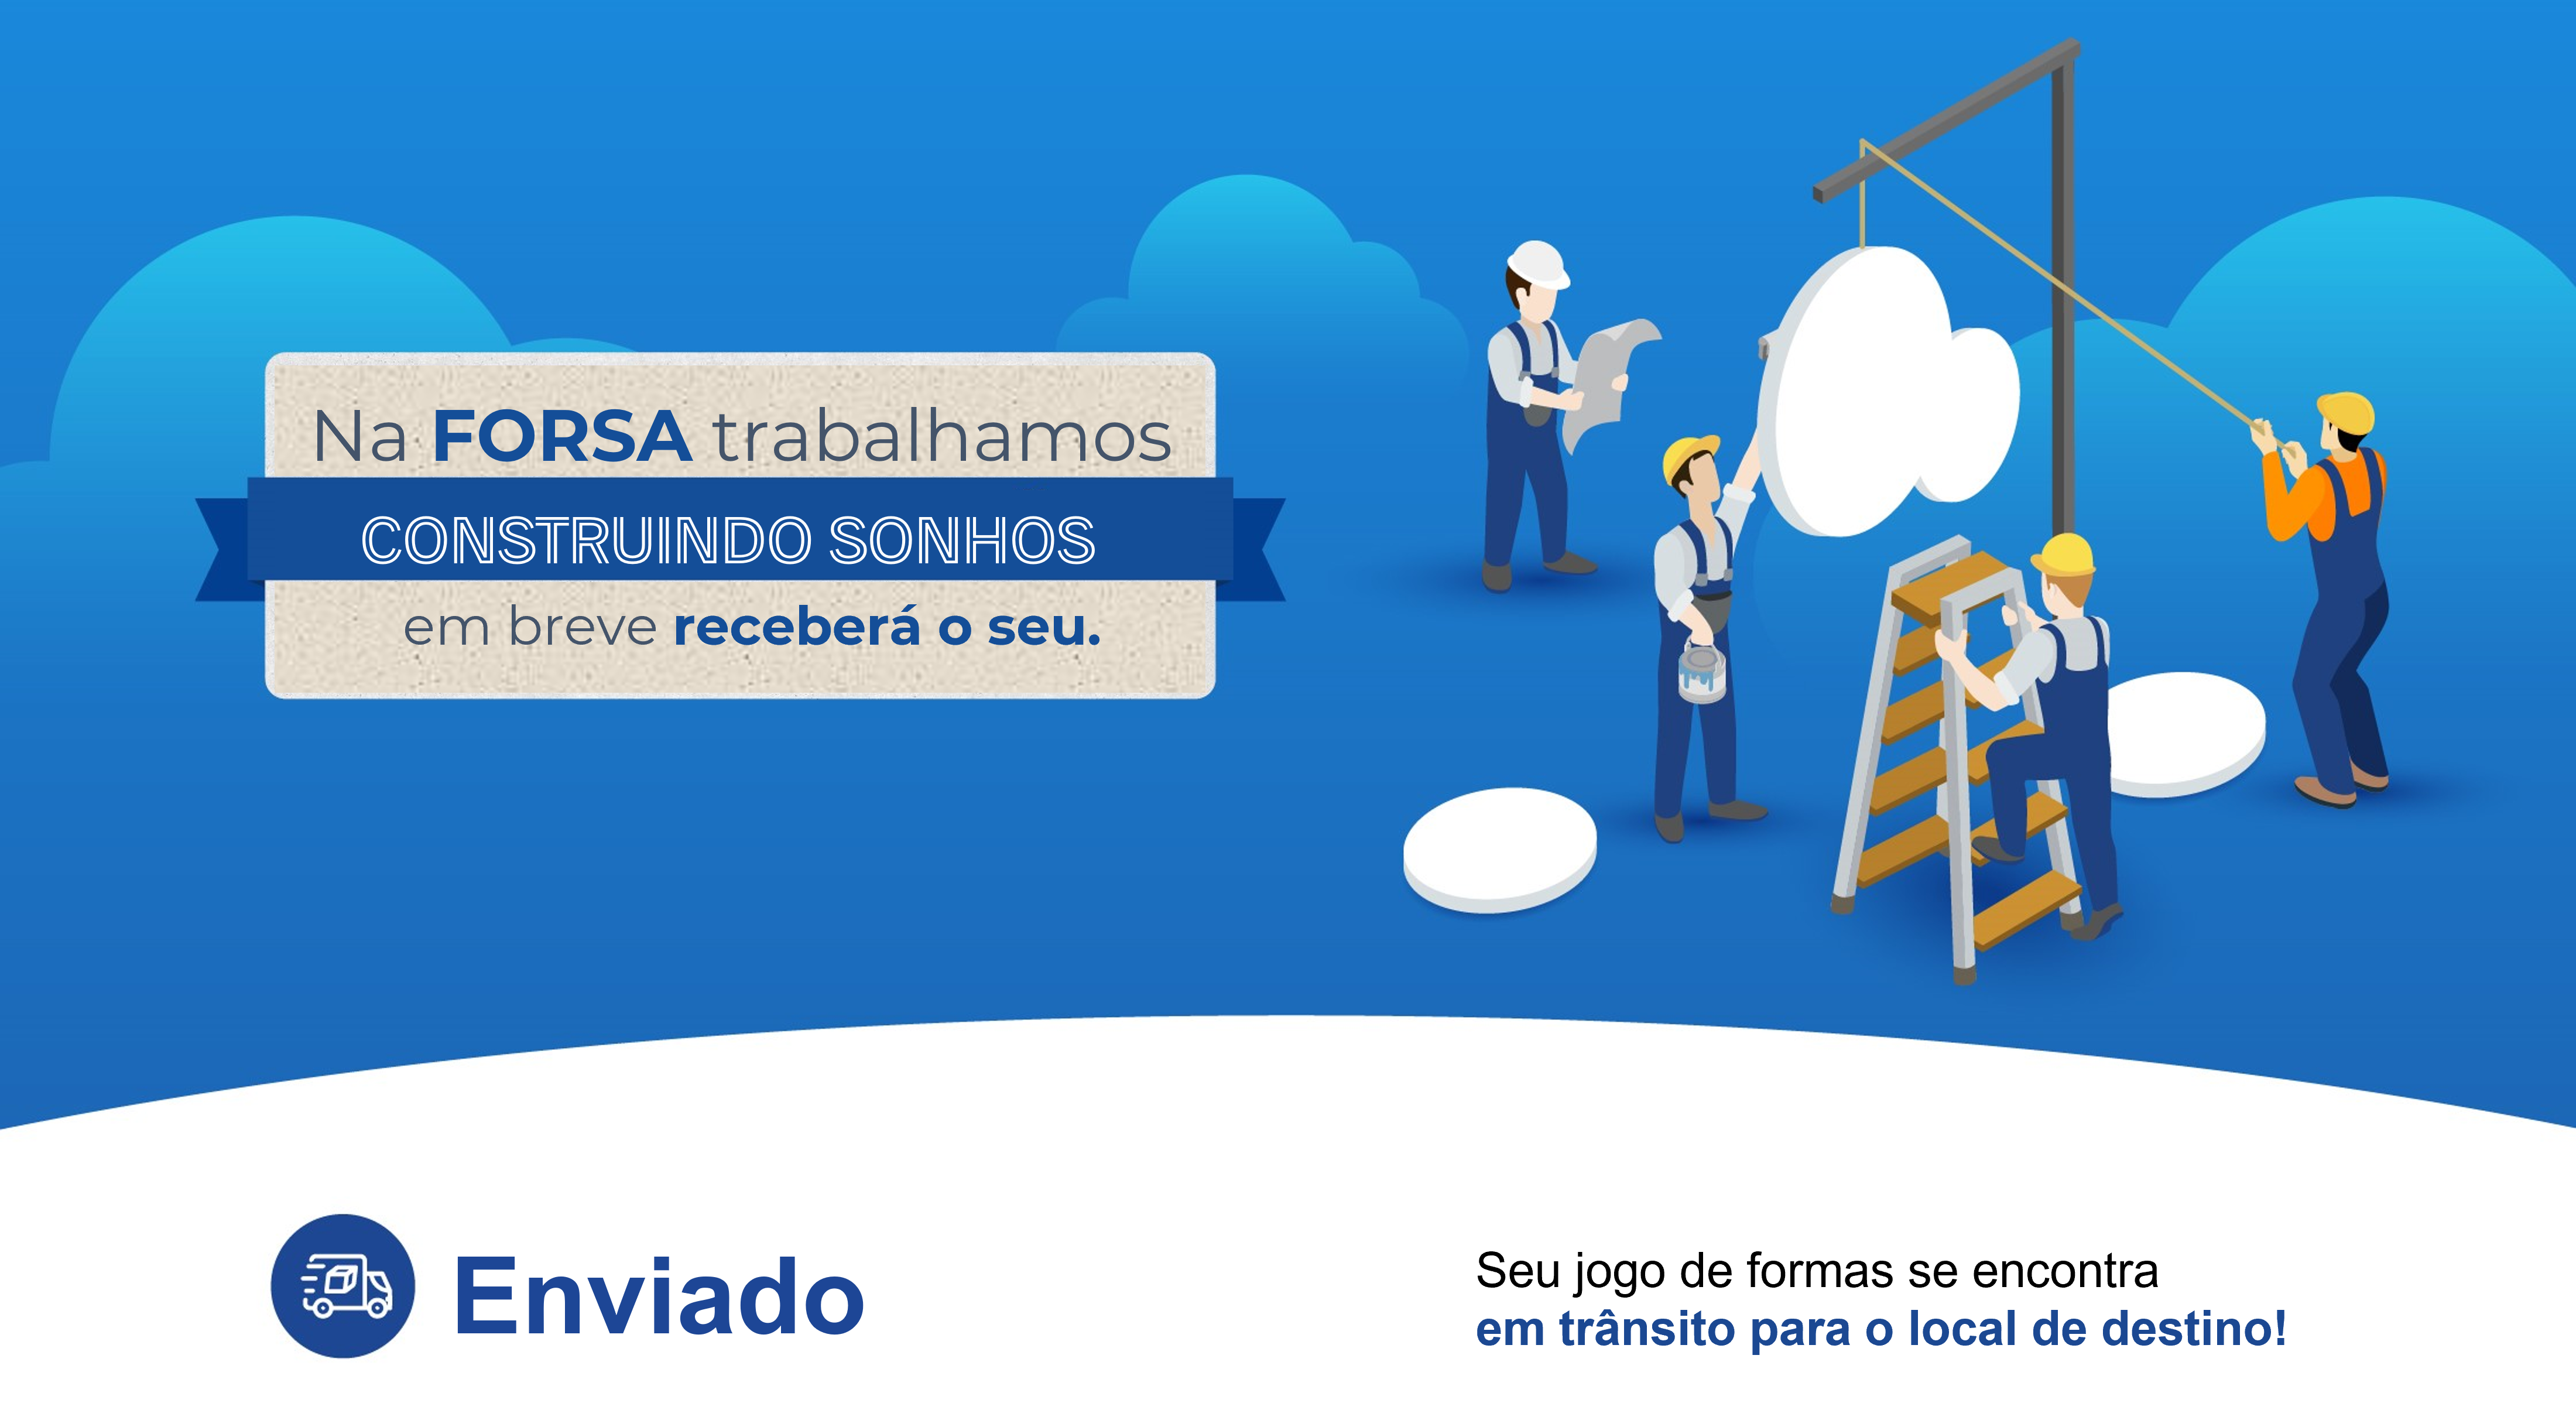 Na FORSA trabalhamos
CONSTRUINDO SONHOS
em breve receberá o seu.
Enviado
Seu jogo de formas se encontra
em trânsito para o local de destino!